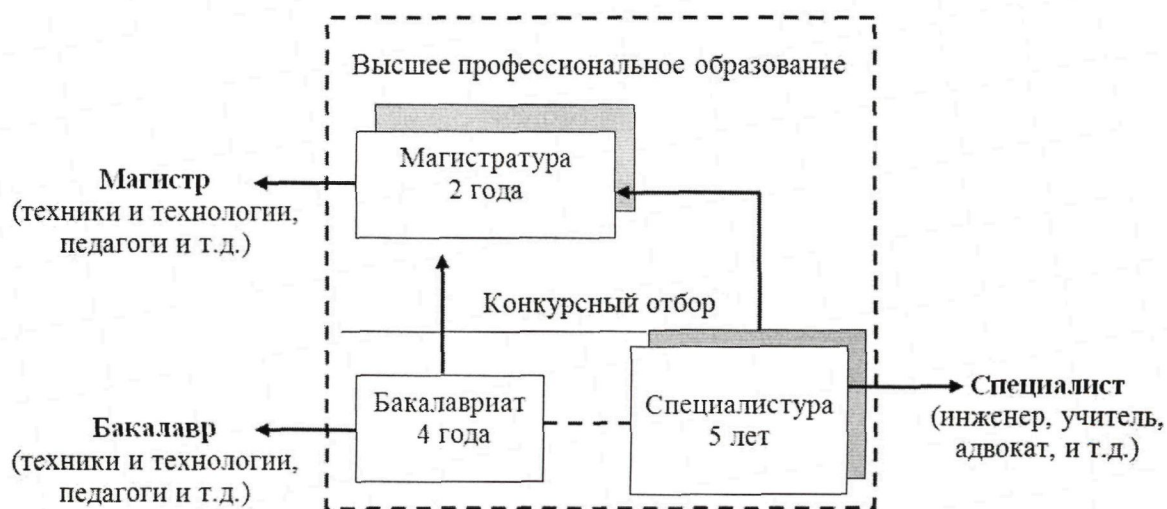 Высшее профессиональное образование
Магистратура
2 года
Магистр
(техники и технологии,
педагоги и т.д.)
Конкурсный отбор
Бакалавриат
4 года
Специалистура
5 лет
Бакалавр
(техники и технологии,
педагоги и т.д.)
Специалист
(инженер, учитель,
адвокат, и т.д.)